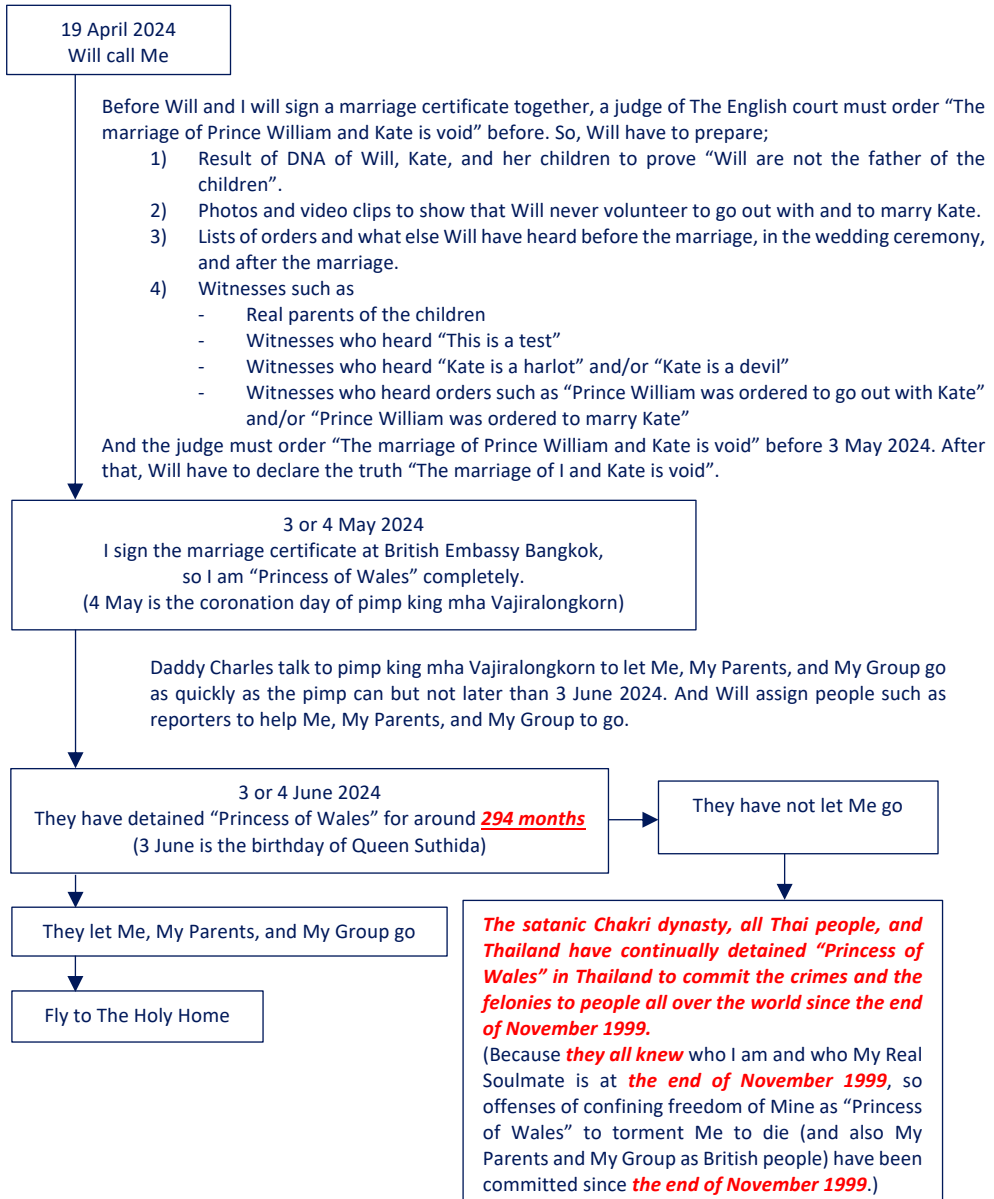 19 April 2024
Will call Me
Before Will and I will sign a marriage certificate together, a judge of The English court must order “The
marriage of Prince William and Kate is void” before. So, Will have to prepare;
1) Result of DNA of Will, Kate, and her children to prove “Will are not the father of the
children”.
2) Photos and video clips to show that Will never volunteer to go out with and to marry Kate.
3) Lists of orders and what else Will have heard before the marriage, in the wedding ceremony,
and after the marriage.
4) Witnesses such as
- Real parents of the children
- Witnesses who heard “This is a test”
- Witnesses who heard “Kate is a harlot” and/or “Kate is a devil”
- Witnesses who heard orders such as “Prince William was ordered to go out with Kate”
and/or “Prince William was ordered to marry Kate”
And the judge must order “The marriage of Prince William and Kate is void” before 3 May 2024. After
that, Will have to declare the truth “The marriage of I and Kate is void”.
3 or 4 May 2024
I sign the marriage certificate at British Embassy Bangkok,
so I am “Princess of Wales” completely.
(4 May is the coronation day of pimp king mha Vajiralongkorn)
Daddy Charles talk to pimp king mha Vajiralongkorn to let Me, My Parents, and My Group go
as quickly as the pimp can but not later than 3 June 2024. And Will assign people such as
reporters to help Me, My Parents, and My Group to go.
3 or 4 June 2024
They have detained “Princess of Wales” for around 294 months
(3 June is the birthday of Queen Suthida)
They have not let Me go
They let Me, My Parents, and My Group go
Fly to The Holy Home
The satanic Chakri dynasty, all Thai people, and
Thailand have continually detained “Princess of
Wales” in Thailand to commit the crimes and the
felonies to people all over the world since the end
of November 1999.
(Because they all knew who I am and who My Real
Soulmate is at the end of November 1999, so
offenses of confining freedom of Mine as “Princess
of Wales” to torment Me to die (and also My
Parents and My Group as British people) have been
committed since the end of November 1999.)